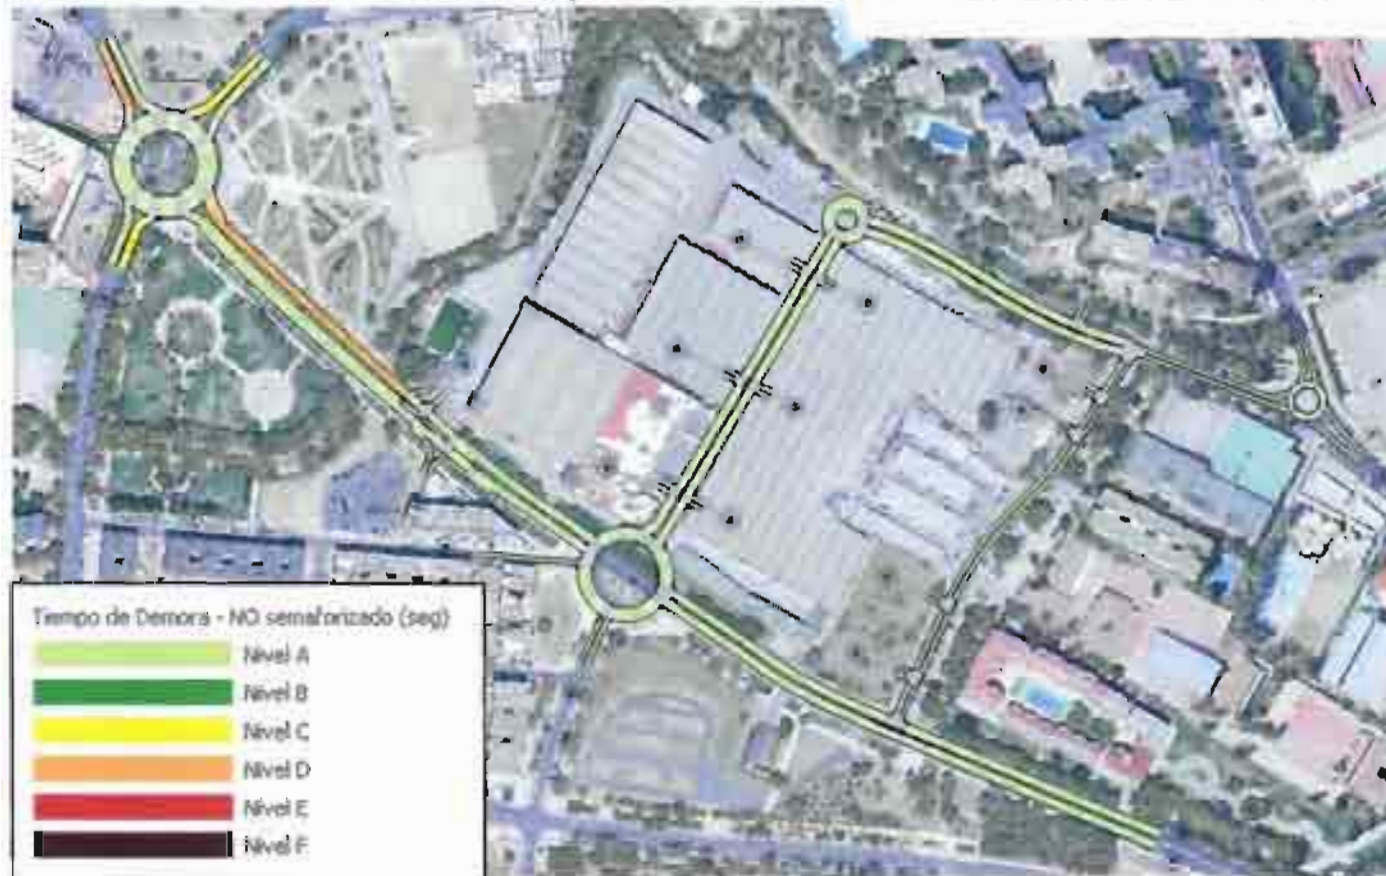 Tiempo de Demora - NO semaforizado (seg)
Nivel A
Nivel B
Nivel C
Nivel D
Nivel E
Nivel F